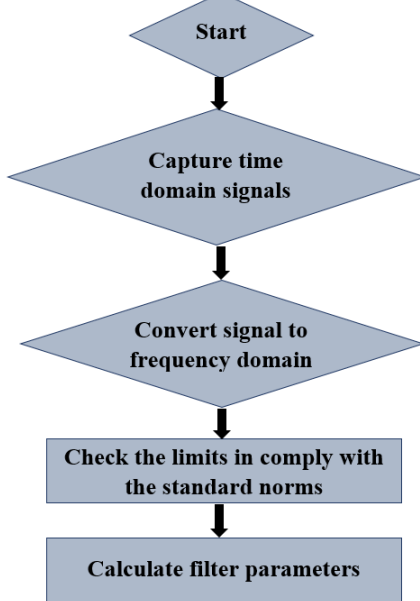 Start
Capture time
domain signals
Convert signal to
frequency domain
Check the limits in comply with
the standard norms
Calculate filter parameters